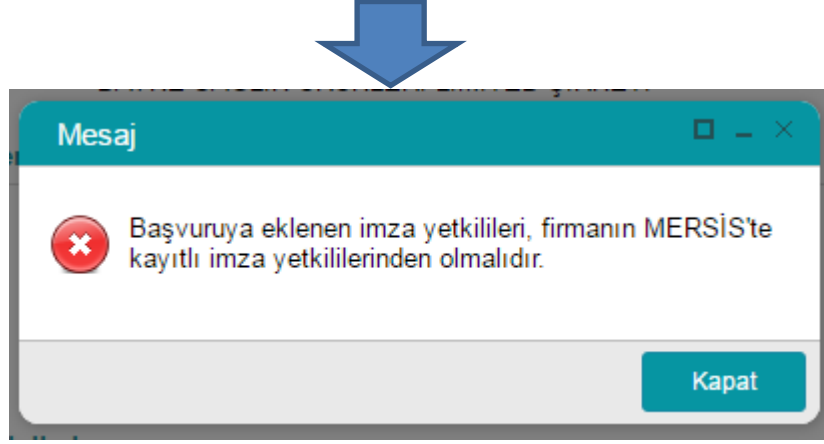 Mesaj
Başvuruya eklenen imza yetkilileri, firmanın MERSİS'te
kayıtlı imza yetkililerinden olmalıdır.
Kapat